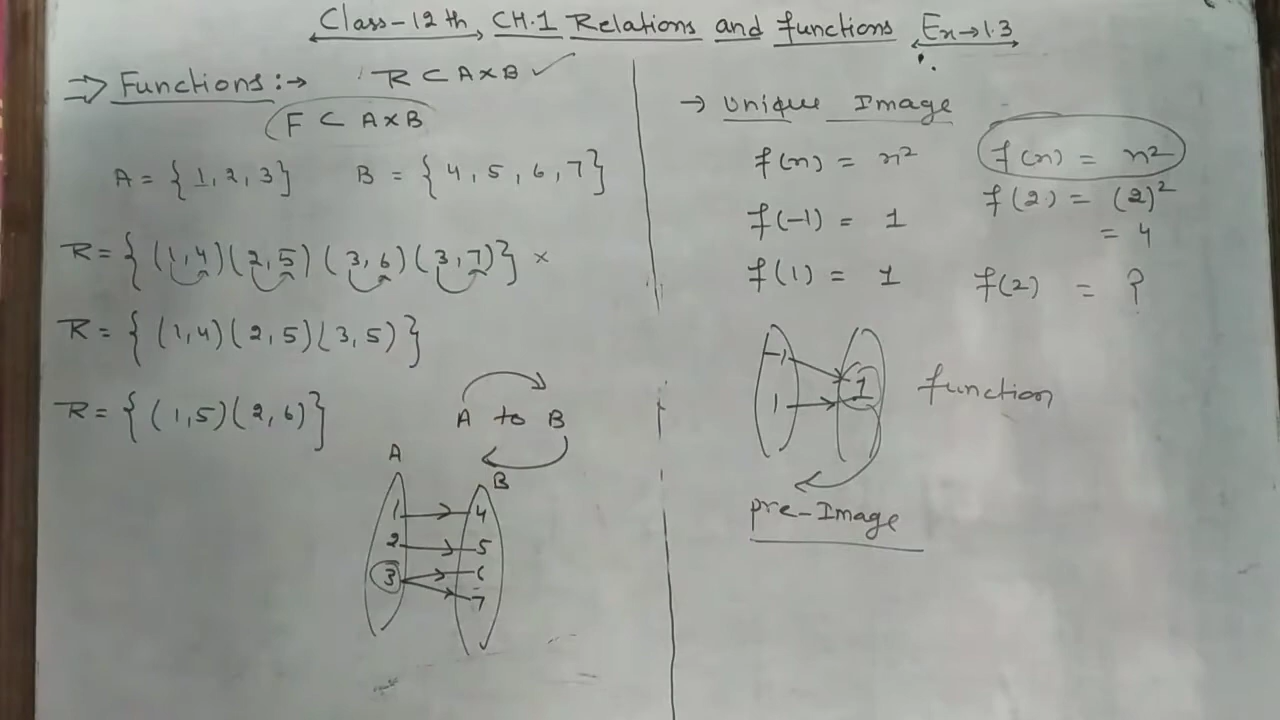 Class-12th CH.1 Relations and functions Ex→1.3
⇒ Functions:→ R ⊂ A×B ✓
F ⊂ A×B
A = {1, 2, 3} B = {4, 5, 6, 7}
R = {(1,4)(2,5)(3,6)(3,7)} ×
R = {(1,4)(2,5)(3,5)}
R = {(1,5)(2,6)}
A to B
A B
1 4
2 5
3 6
7
→ Unique Image
f(x) = x²
f(-1) = 1
f(1) = 1
f(x) = x²
f(2) = (2)²
= 4
f(2) = ?
-1 1
1
function
pre-Image